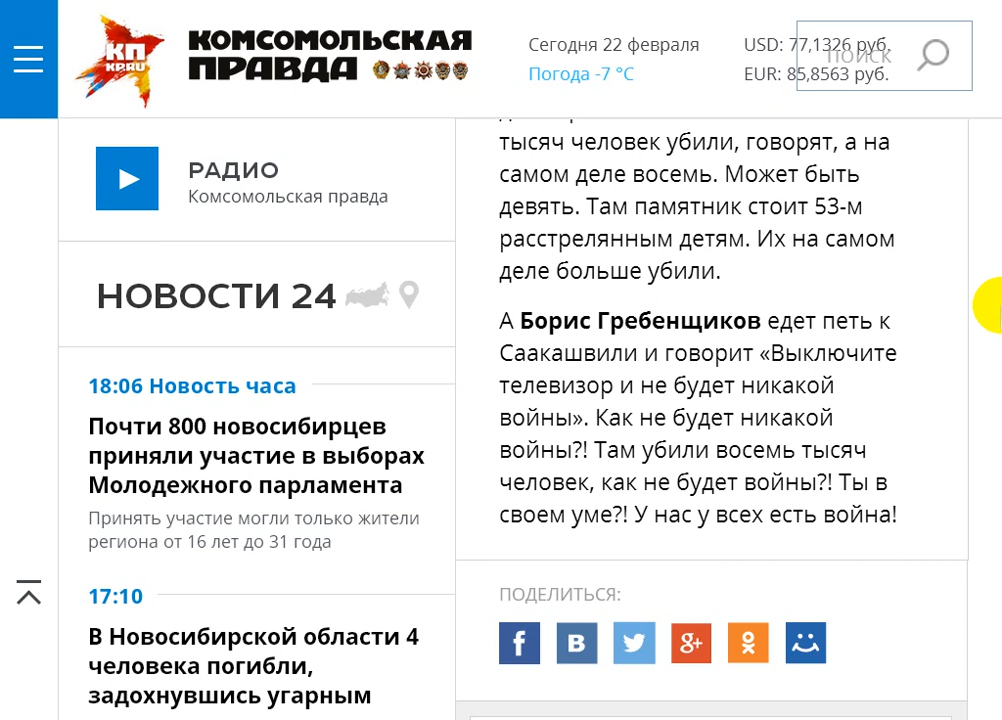 КП
KP.RU
КОМСОМОЛЬСКАЯ
ПРАВДА
Сегодня 22 февраля
Погода -7 °C
USD: 77,1326 руб.
EUR: 85,8563 руб.
ПОИСК
РАДИО
Комсомольская правда
НОВОСТИ 24
18:06 Новость часа
Почти 800 новосибирцев
приняли участие в выборах
Молодежного парламента
Принять участие могли только жители
региона от 16 лет до 31 года
17:10
В Новосибирской области 4
человека погибли,
задохнувшись угарным
тысяч человек убили, говорят, а на
самом деле восемь. Может быть
девять. Там памятник стоит 53-м
расстрелянным детям. Их на самом
деле больше убили.
А Борис Гребенщиков едет петь к
Саакашвили и говорит «Выключите
телевизор и не будет никакой
войны». Как не будет никакой
войны?! Там убили восемь тысяч
человек, как не будет войны?! Ты в
своем уме?! У нас у всех есть война!
ПОДЕЛИТЬСЯ: